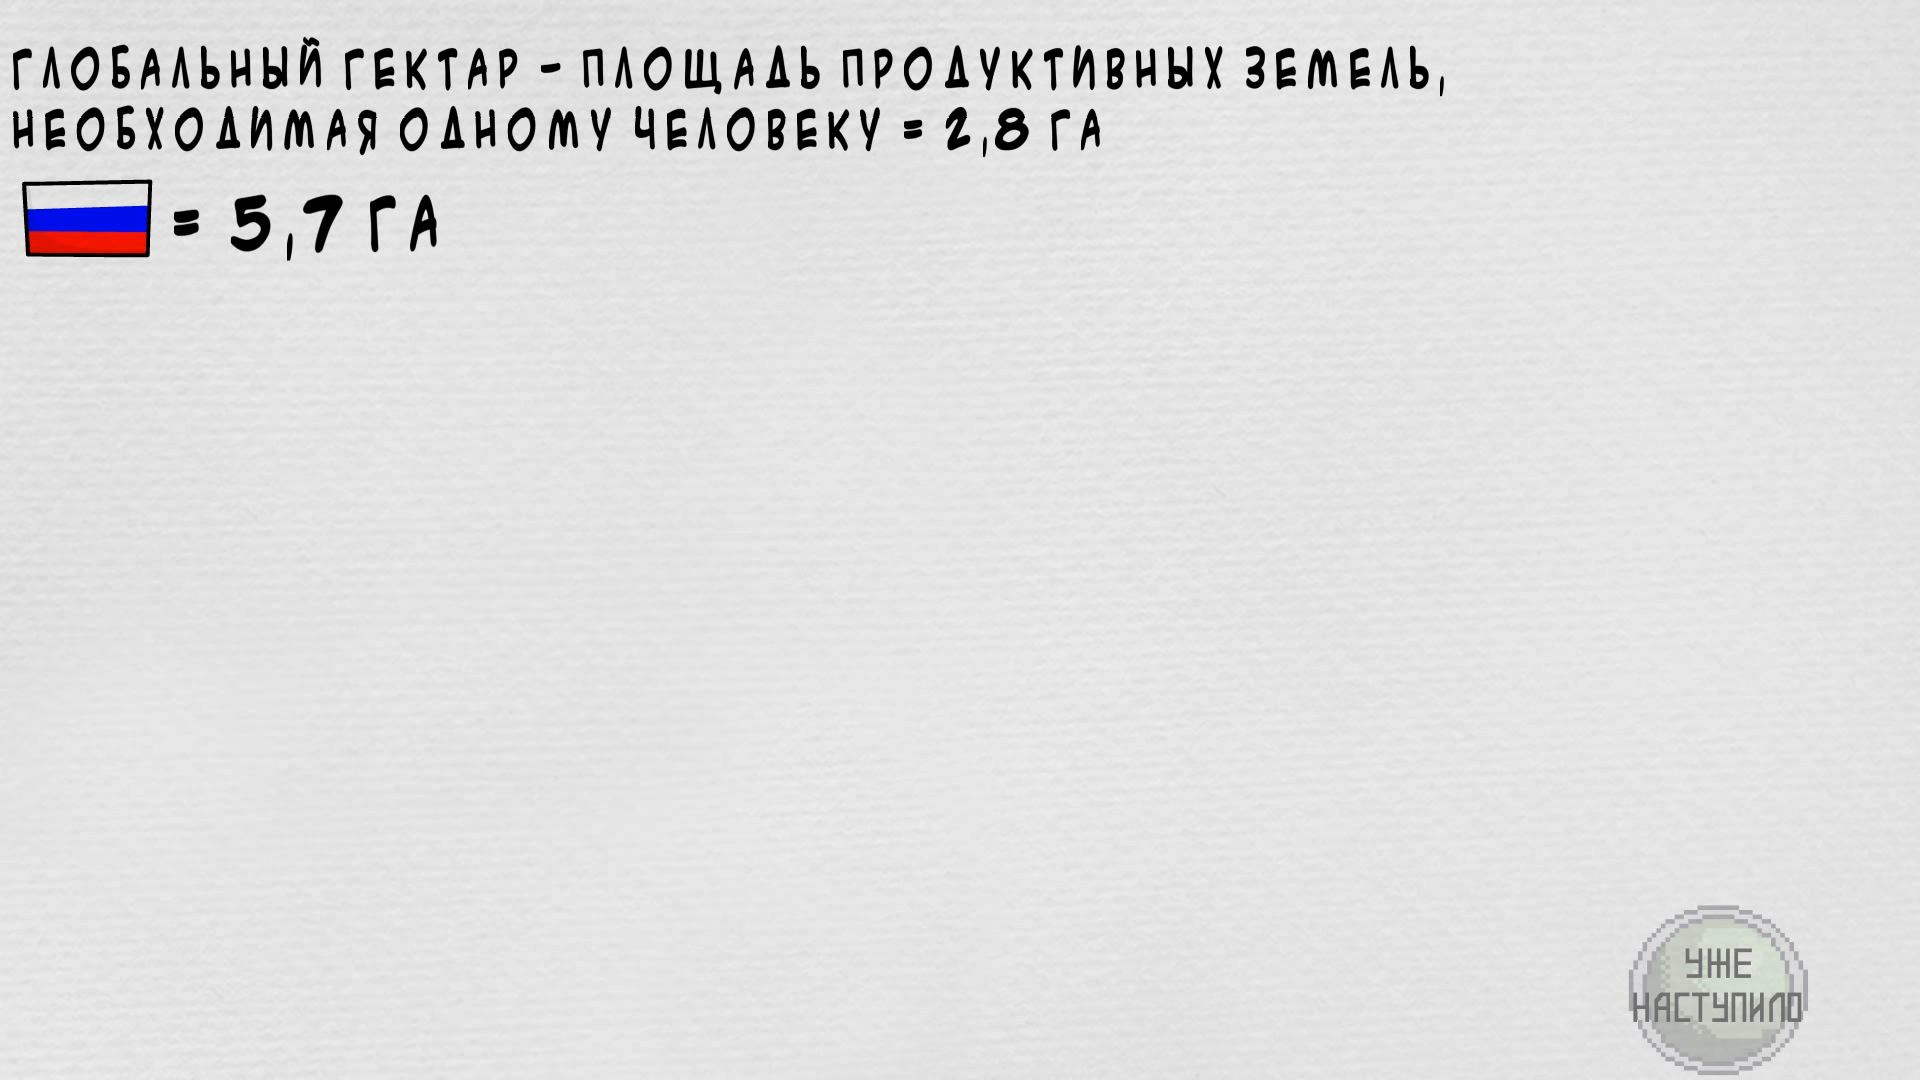 ГЛОБАЛЬНЫЙ ГЕКТАР - ПЛОЩАДЬ ПРОДУКТИВНЫХ ЗЕМЕЛЬ,
НЕОБХОДИМАЯ ОДНОМУ ЧЕЛОВЕКУ = 2,8 ГА
= 5,7 ГА
УЖЕ
НАСТУПИЛО